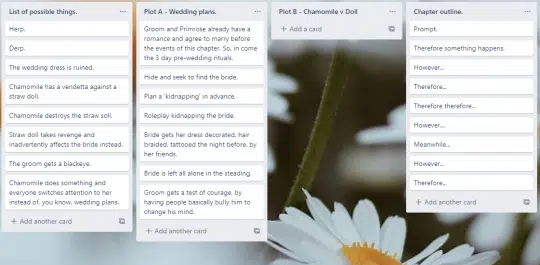 List of possible things.
Herp.
Derp.
The wedding dress is ruined.
Chamomile has a vendetta against a
straw doll.
Chamomile destroys the straw soll.
Straw doll takes revenge and
inadvertently affects the bride instead.
The groom gets a blackeye.
Chamomile does something and
everyone switches attention to her
instead of, you know, wedding plans.
+ Add another card
Plot A - Wedding plans.
Groom and Primrose already have a
romance and agree to marry before
the events of this chapter. So, in come
the 3 day pre-wedding rituals.
Hide and seek to find the bride.
Plan a 'kidnapping' in advance.
Roleplay kidnapping the bride.
Bride gets her dress decorated, hair
braided, tattooed the night before, by
her friends.
Bride is left all alone in the steading.
Groom gets a test of courage, by
having people basically bully him to
change his mind.
+ Add another card
Plot B - Chamomile v Doll
+ Add a card
Chapter outline.
Prompt.
Therefore something happens.
However...
Therefore...
Therefore therefore...
However....
Meanwhile...
However...
Therefore...
+ Add another card